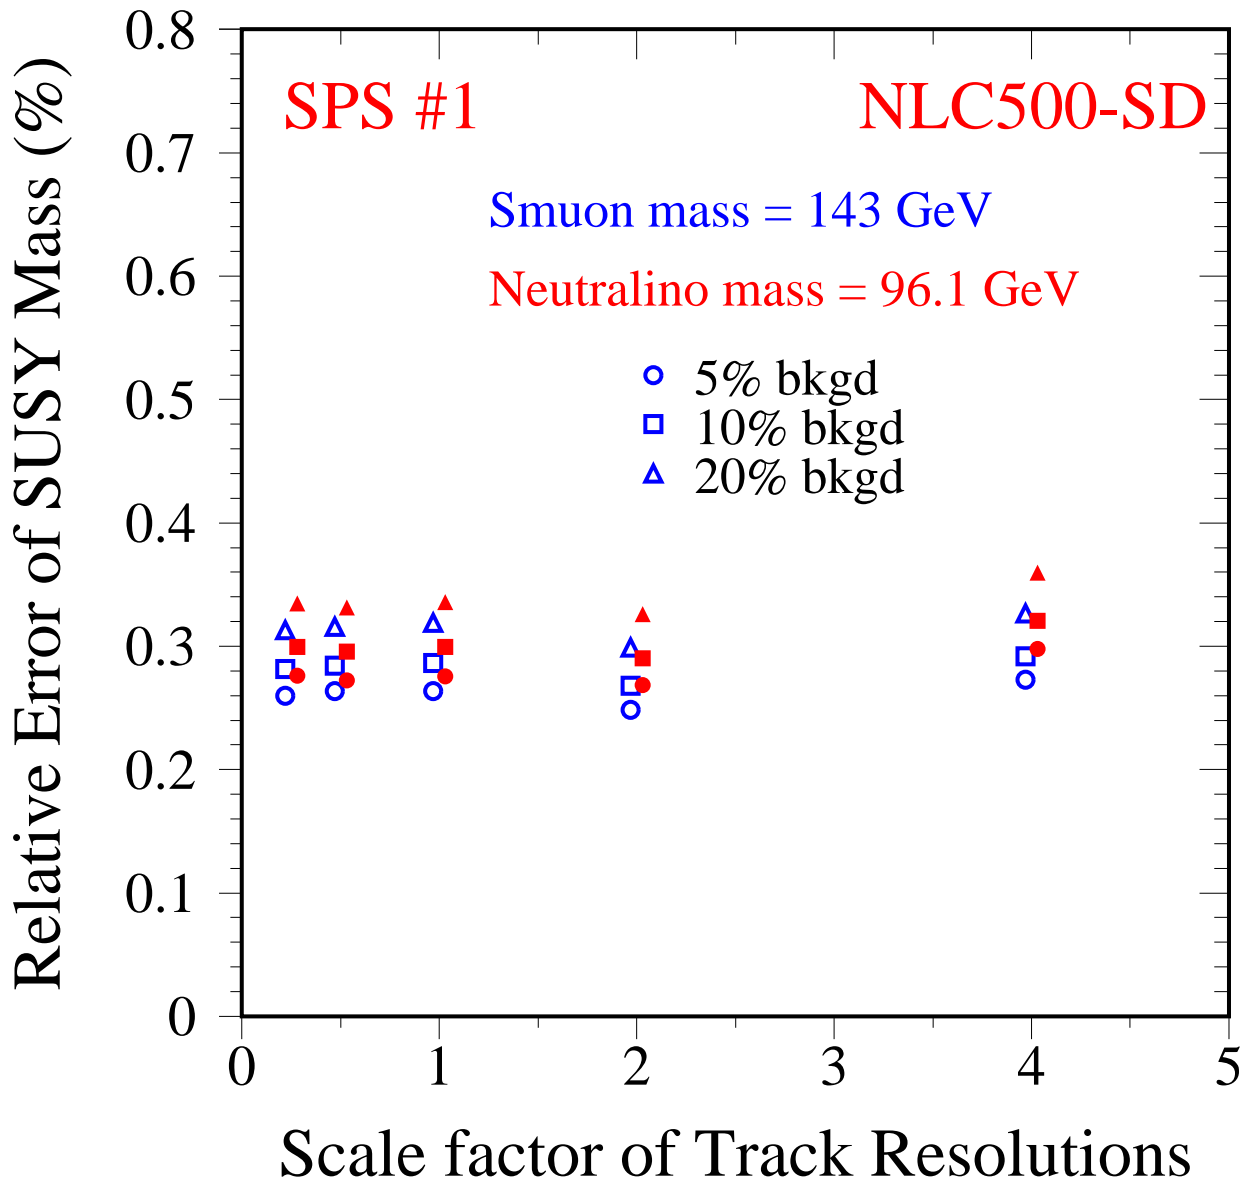 Relative Error of SUSY Mass (%)
0.8
0.7
0.6
0.5
0.4
0.3
0.2
0.1
0
SPS #1
NLC500-SD
Smuon mass = 143 GeV
Neutralino mass = 96.1 GeV
5% bkgd
10% bkgd
20% bkgd
0 1 2 3 4 5
Scale factor of Track Resolutions